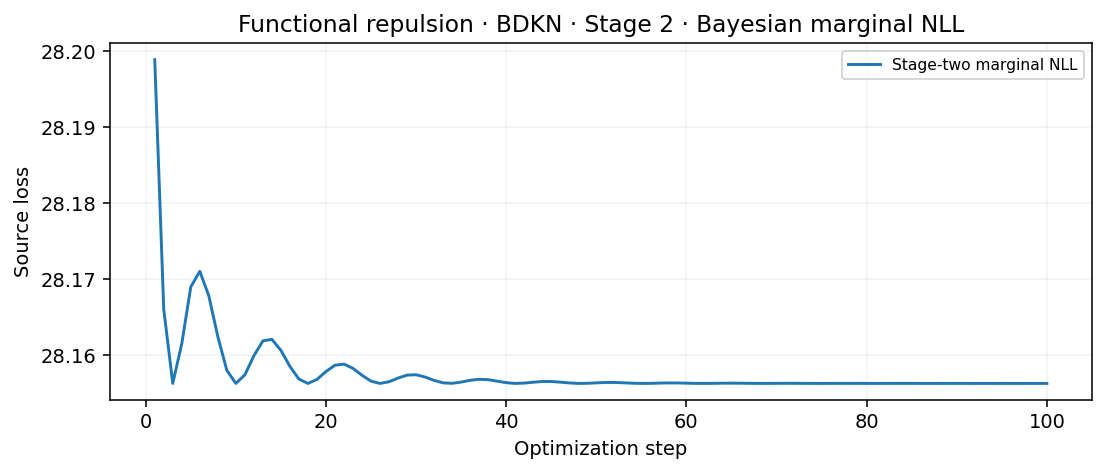 Functional repulsion · BDKN · Stage 2 · Bayesian marginal NLL
Stage-two marginal NLL
Source loss
28.20
28.19
28.18
28.17
28.16
0 20 40 60 80 100
Optimization step